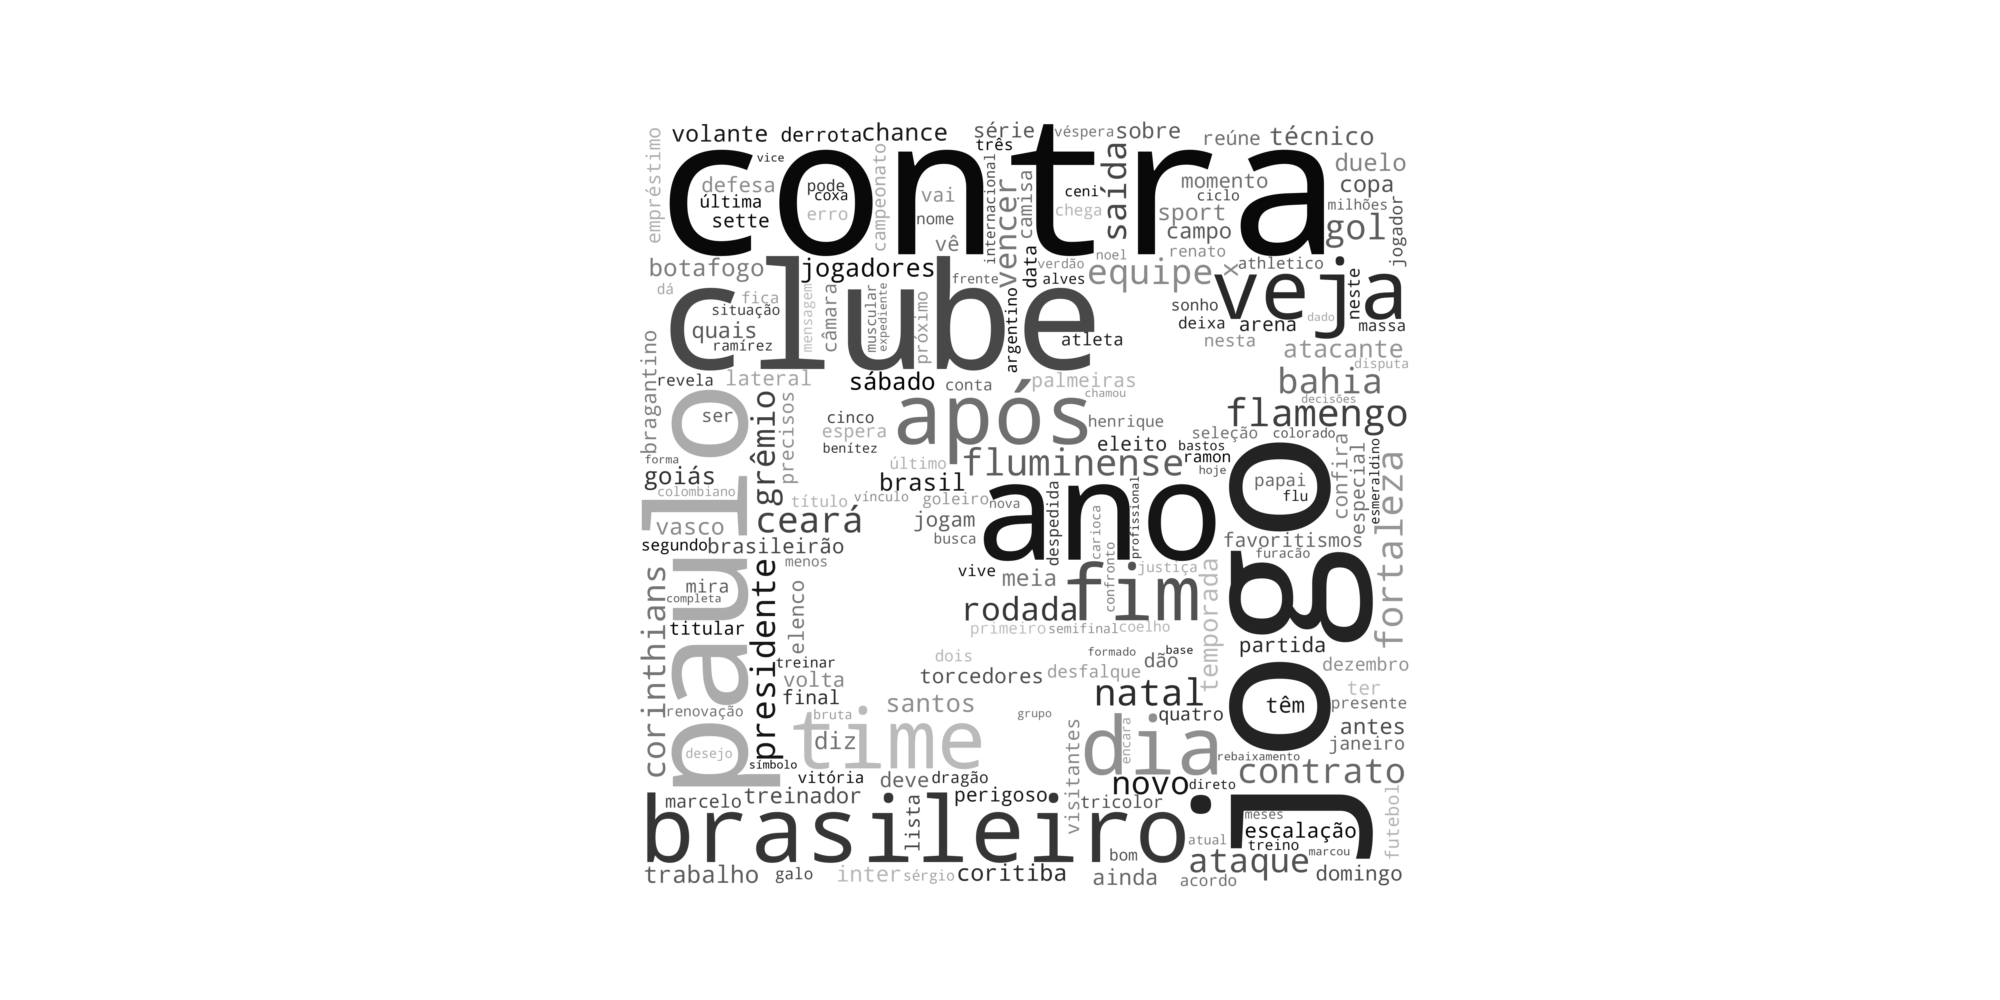 contra
clube
jogo
brasileiro
paulo
ano
veja
após
fim
dia
time
volante
derrota
chance
série
três
véspera
sobre
reúne
técnico
empréstimo
vice
defesa
pode
coxa
última
sette
erro
campeonato
vai
nome
vê
internacional
vencer
camisa
ceni
chega
saída
momento
ciclo
sport
campo
renato
duelo
copa
milhões
gol
jogador
botafogo
dá
fica
situação
quais
ramírez
jogadores
mensagem
câmara
muscular
expediente
próximo
frente
argentino
data
verdão
noel
alves
equipe
x
athletico
neste
sonho
deixa
arena
dado
massa
nesta
atleta
atacante
disputa
bragantino
revela
lateral
sábado
conta
palmeiras
chamou
bahia
decisões
flamengo
ser
grêmio
precisos
cinco
espera
benítez
henrique
eleito
seleção
colorado
bastos
ramon
hoje
confira
especial
esmeraldino
fortaleza
forma
goiás
colombiano
último
fluminense
brasil
título
vínculo
goleiro
nova
despedida
carioca
profissional
papai
flu
vasco
ceará
jogam
busca
segundo
brasileirão
menos
favoritismos
furacão
corinthians
mira
completa
titular
presidente
elenco
vive
meia
confronto
justiça
temporada
rodada
primeiro
semifinal
coelho
partida
treinar
volta
final
dois
torcedores
formado
base
dão
desfalque
dezembro
renovação
bruta
santos
grupo
natal
quatro
têm
ter
presente
desejo
símbolo
diz
visitantes
encara
antes
janeiro
rebaixamento
vitória
deve
dragão
novo
direto
contrato
marcelo
treinador
lista
perigoso
tricolor
meses
escalação
treino
marcou
futebol
atual
bom
ataque
trabalho
galo
inter
sérgio
coritiba
ainda
acordo
domingo